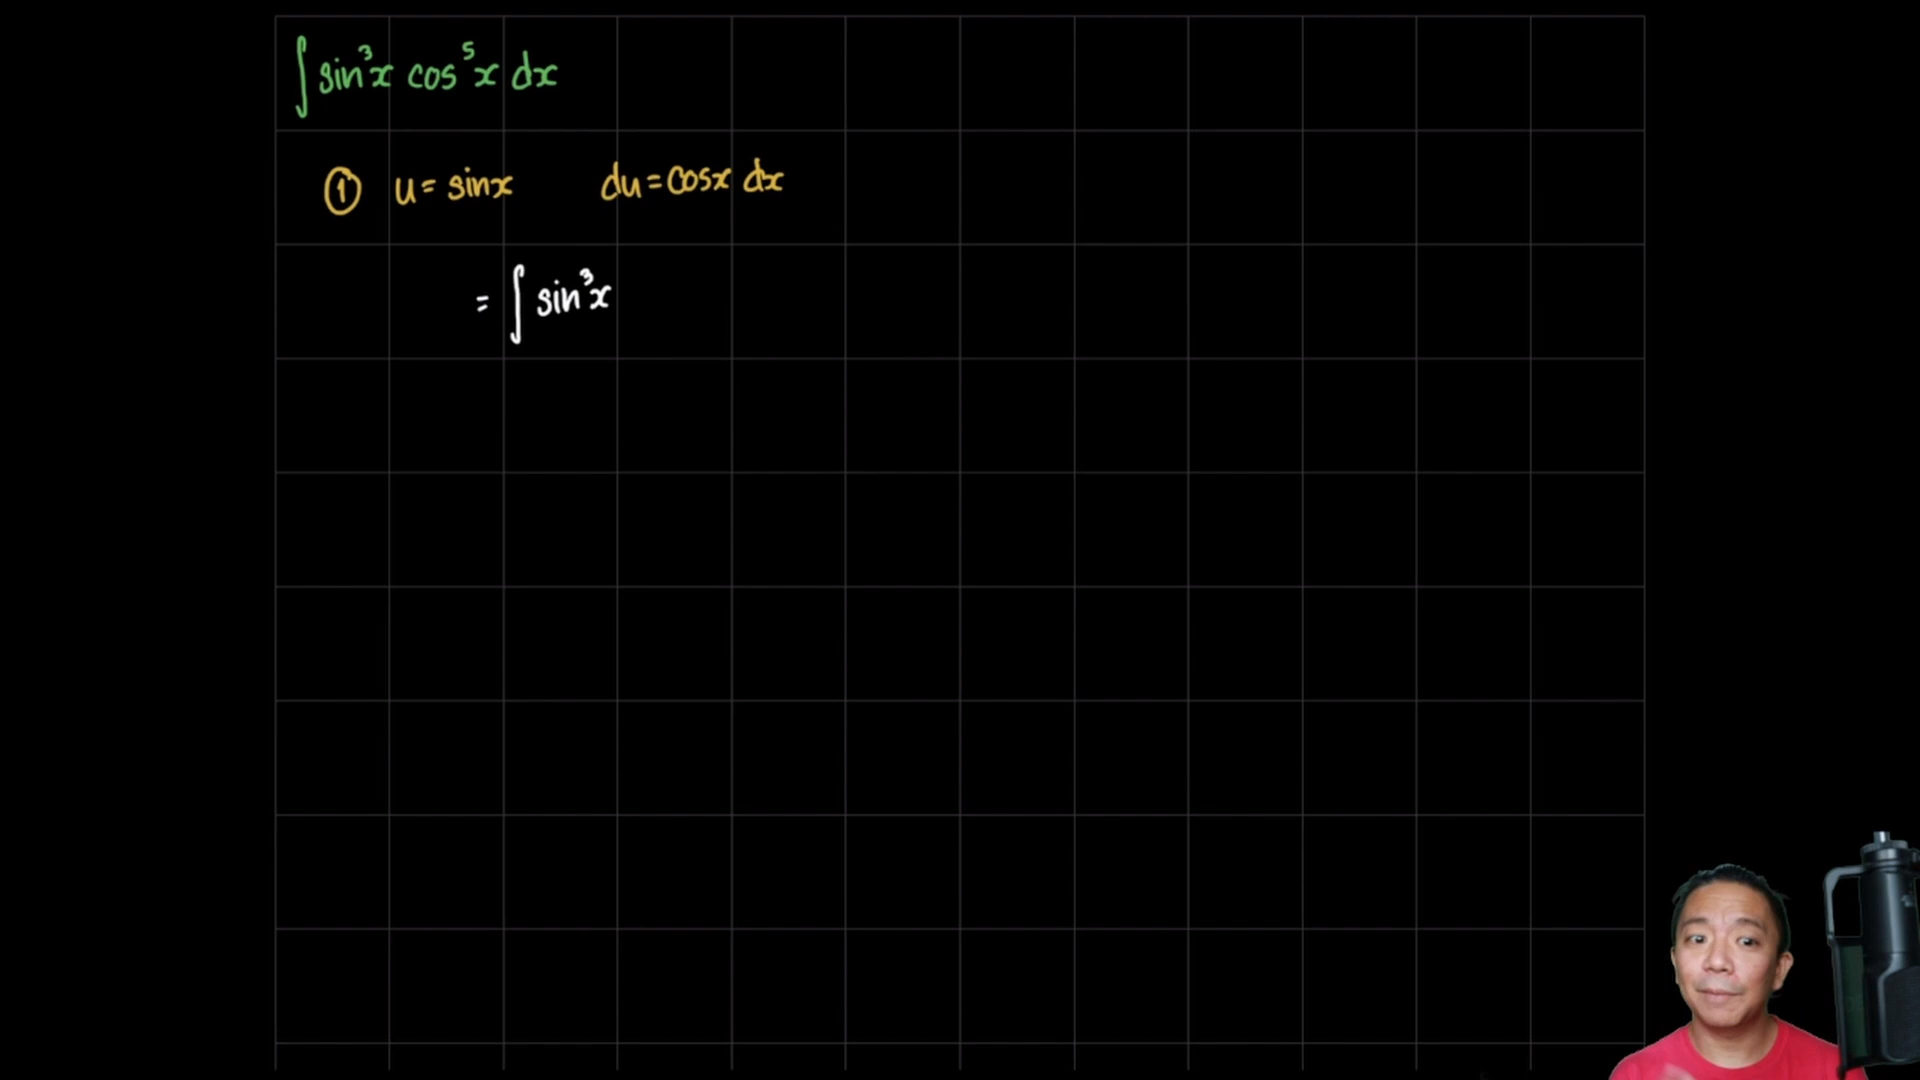 ∫ sin³x cos⁵x dx
① u = sinx du = cosx dx
= ∫ sin³x